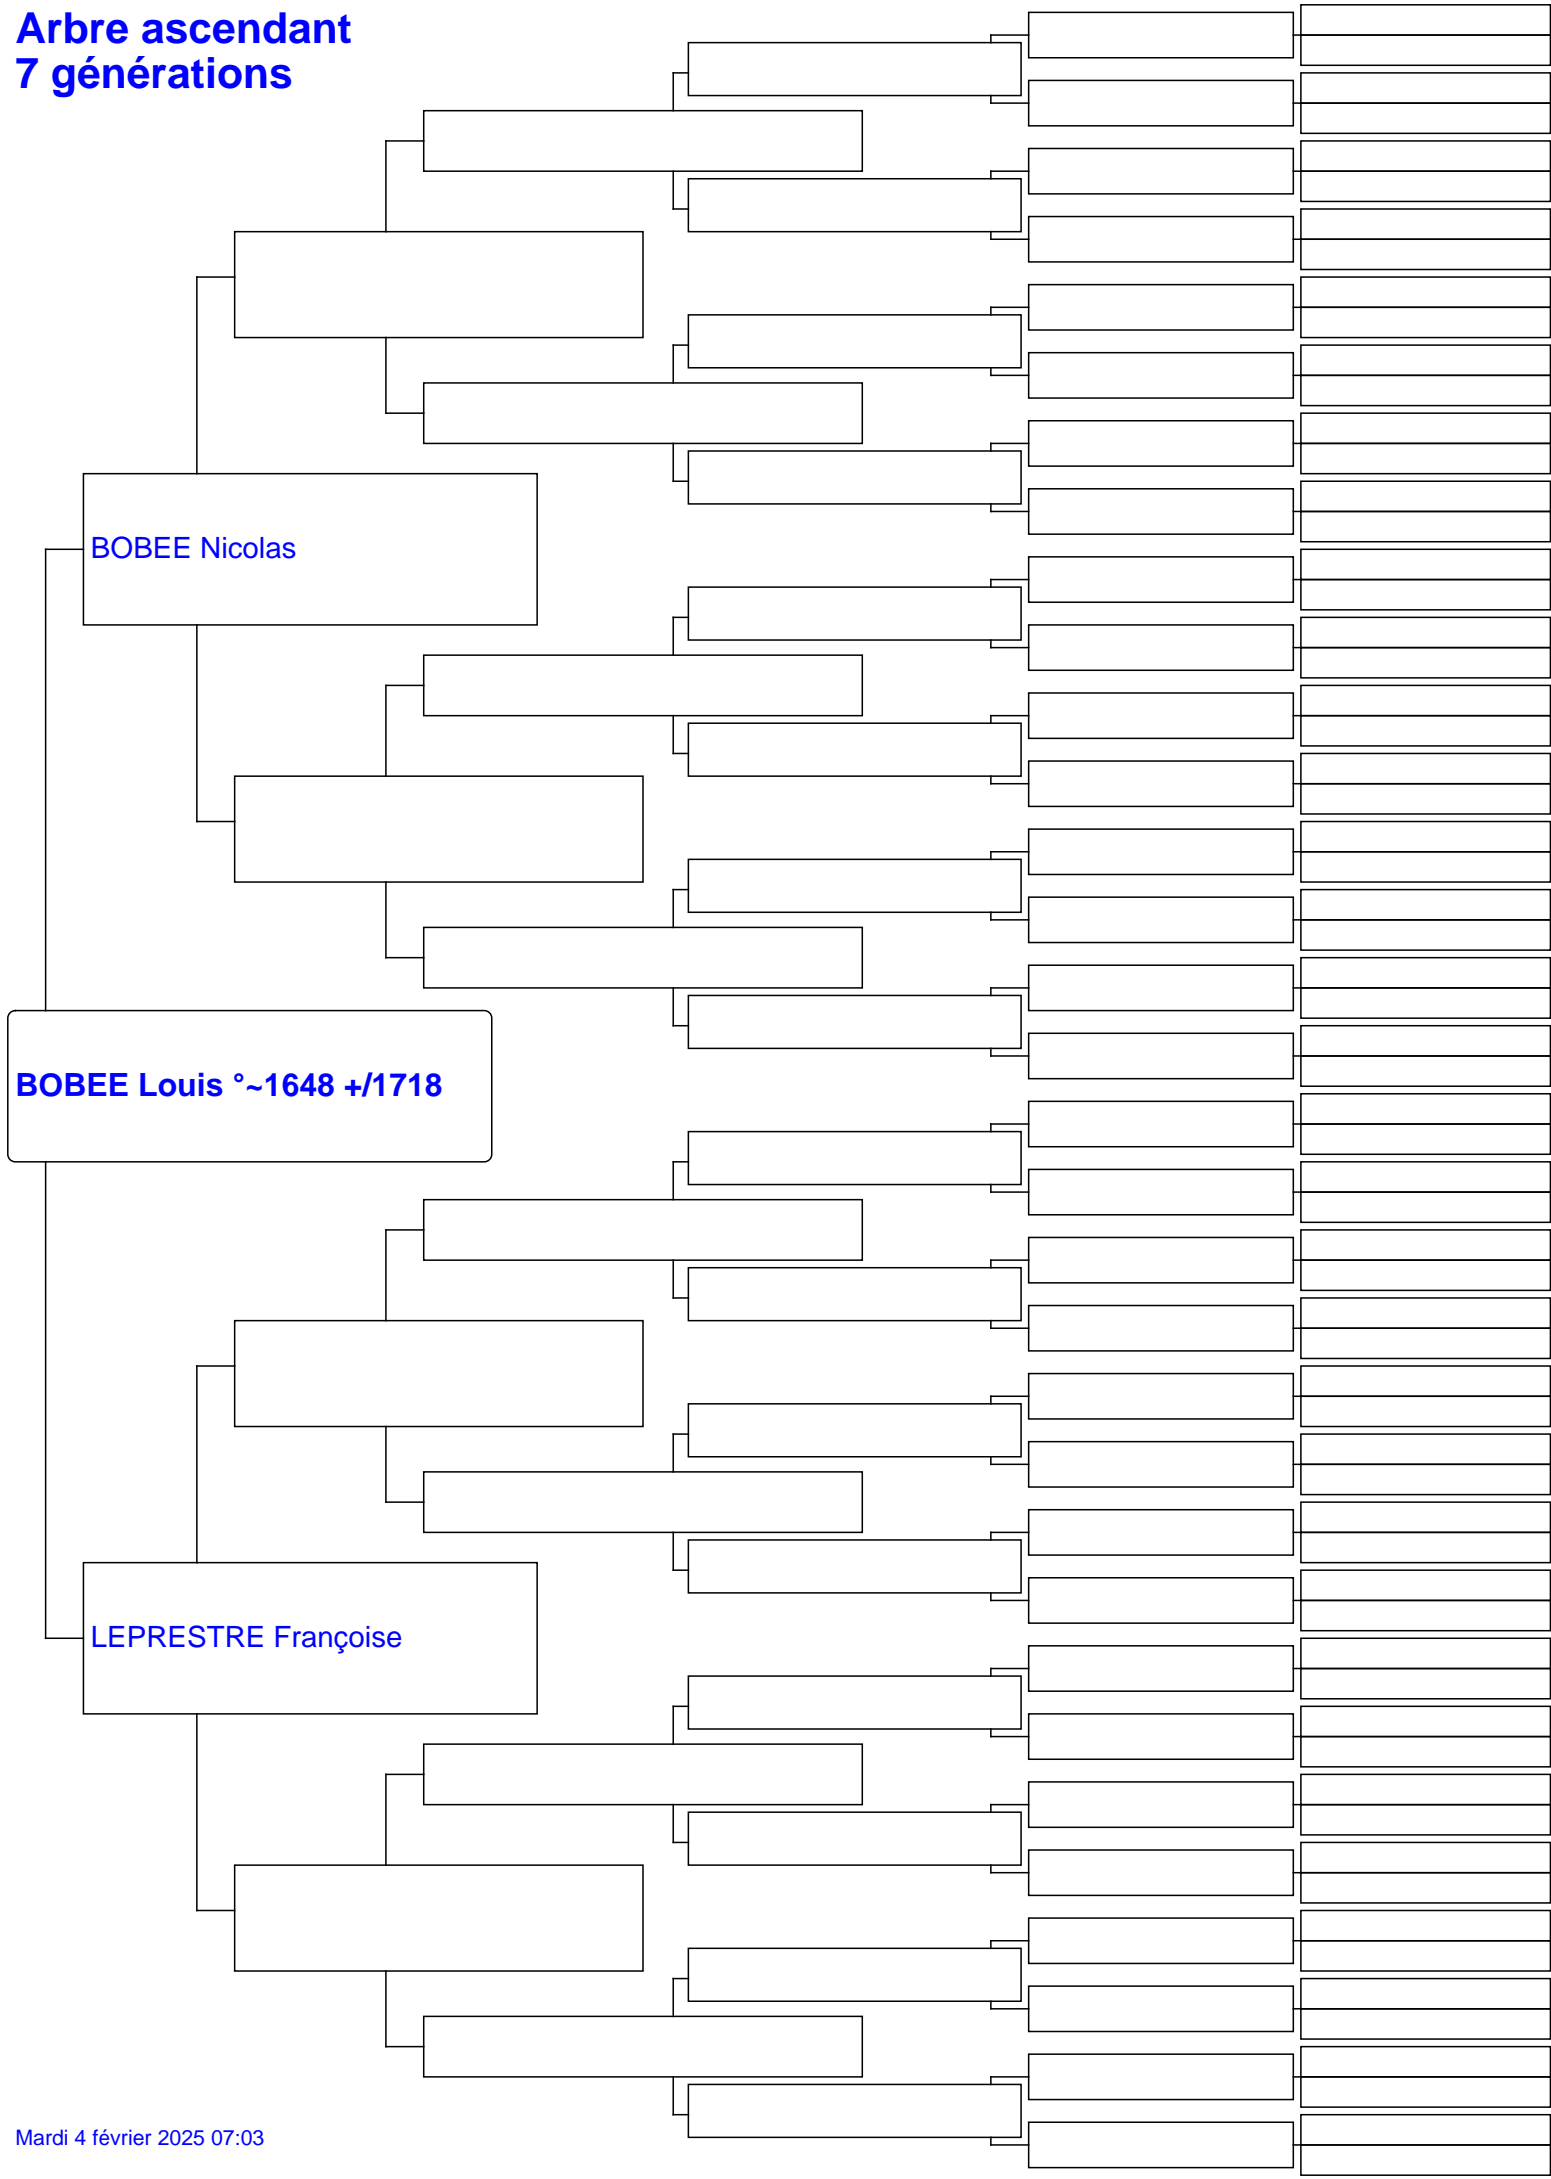 Arbre ascendant
7 générations
BOBEE Nicolas
BOBEE Louis °~1648 +/1718
LEPRESTRE Françoise
Mardi 4 février 2025 07:03